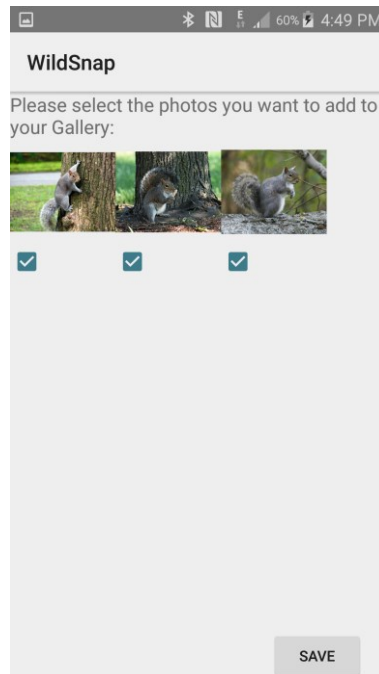 60% 4:49 PM
WildSnap
Please select the photos you want to add to
your Gallery:
SAVE